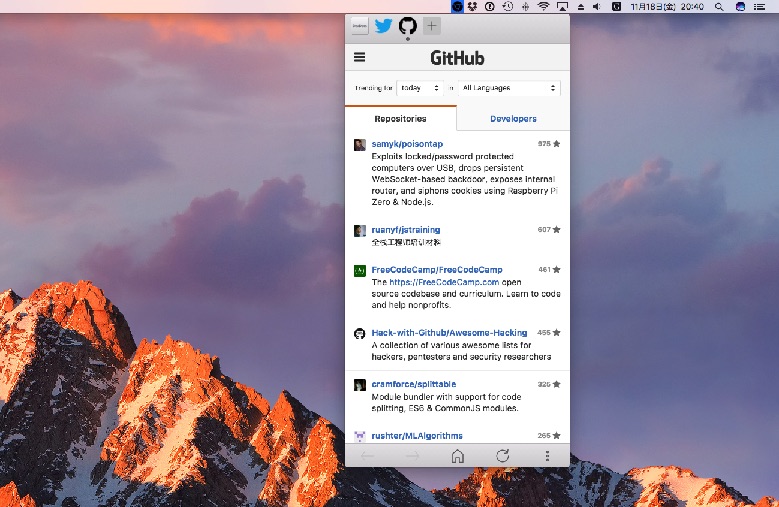 11月18日(金) 20:40
GitHub
Trending for today in All Languages
Repositories Developers
samyk/poisontap 975
Exploits locked/password protected
computers over USB, drops persistent
WebSocket-based backdoor, exposes internal
router, and siphons cookies using Raspberry Pi
Zero & Node.js.
ruanyf/jstraining 607
全栈工程师培训材料
FreeCodeCamp/FreeCodeCamp 461
The https://FreeCodeCamp.com open
source codebase and curriculum. Learn to code
and help nonprofits.
Hack-with-Github/Awesome-Hacking 455
A collection of various awesome lists for
hackers, pentesters and security researchers
cramforce/splittable 325
Module bundler with support for code
splitting, ES6 & CommonJS modules.
rushter/MLAlgorithms 265